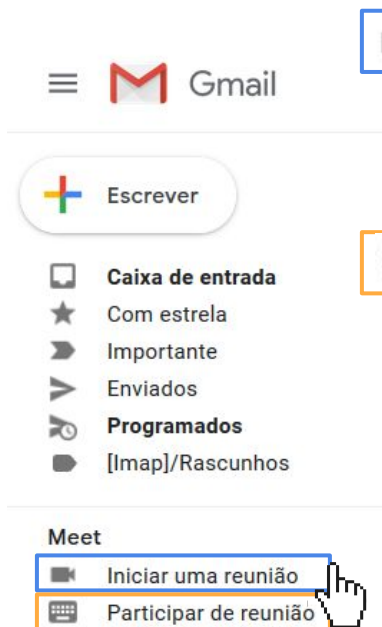 Gmail
Escrever
Caixa de entrada
Com estrela
Importante
Enviados
Programados
[Imap]/Rascunhos
Meet
Iniciar uma reunião
Participar de reunião